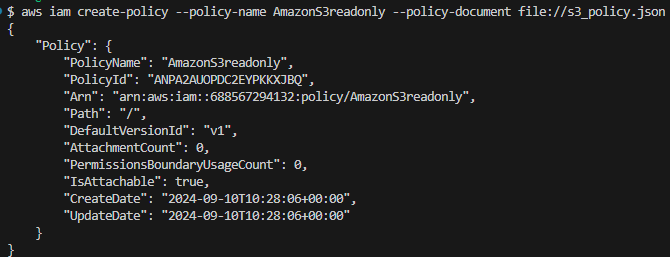 $ aws iam create-policy --policy-name AmazonS3readonly --policy-document file://s3_policy.json
{
    "Policy": {
        "PolicyName": "AmazonS3readonly",
        "PolicyId": "ANPA2AUOPDC2EYPKKXJBQ",
        "Arn": "arn:aws:iam::688567294132:policy/AmazonS3readonly",
        "Path": "/",
        "DefaultVersionId": "v1",
        "AttachmentCount": 0,
        "PermissionsBoundaryUsageCount": 0,
        "IsAttachable": true,
        "CreateDate": "2024-09-10T10:28:06+00:00",
        "UpdateDate": "2024-09-10T10:28:06+00:00"
    }
}